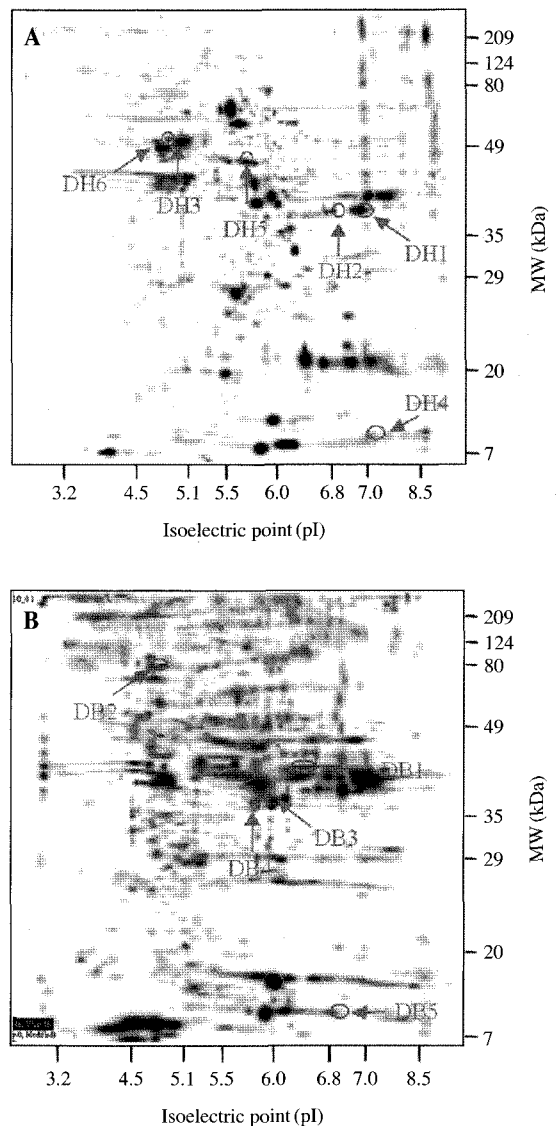 A
209
124
80
49
35
29
20
7
MW (kDa)
DH6
DH3
DH5
DH2
DH1
DH4
3.2 4.5 5.1 5.5 6.0 6.8 7.0 8.5
Isoelectric point (pI)
B
209
124
80
49
35
29
20
7
MW (kDa)
DB2
DB1
DB3
DB4
DB5
3.2 4.5 5.1 5.5 6.0 6.8 7.0 8.5
Isoelectric point (pI)